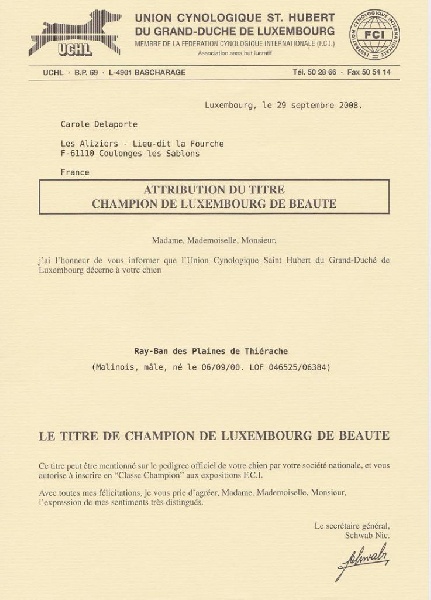 UNION CYNOLOGIQUE ST. HUBERT
DU GRAND-DUCHE DE LUXEMBOURG
MEMBRE DE LA FEDERATION CYNOLOGIQUE INTERNATIONALE (F.C.I.)
Association sans but lucratif
UCHL
FCI
UCHL - B.P. 69 - L-4901 BASCHARAGE
Tél. 50 28 66 - Fax 50 54 14
Luxembourg, le 29 septembre 2008.
Carole Delaporte
Les Aliziers - Lieu-dit la Fourche
F-61110 Coulonges les Sablons
France
ATTRIBUTION DU TITRE
CHAMPION DE LUXEMBOURG DE BEAUTE
Madame, Mademoiselle, Monsieur,
j'ai l'honneur de vous informer que l'Union Cynologique Saint Hubert du Grand-Duché de
Luxembourg décerne à votre chien
Ray-Ban des Plaines de Thiérache
(Malinois, mâle, né le 06/09/00. LOF 046525/06384)
LE TITRE DE CHAMPION DE LUXEMBOURG DE BEAUTE
Ce titre peut être mentionné sur le pedigree officiel de votre chien par votre société nationale, et vous
autorise à inscrire en "Classe Champion" aux expositions F.C.I.
Avec toutes mes félicitations, je vous prie d'agréer, Madame, Mademoiselle, Monsieur,
l'expression de mes sentiments très distingués.
Le secrétaire général,
Schwab Nic.